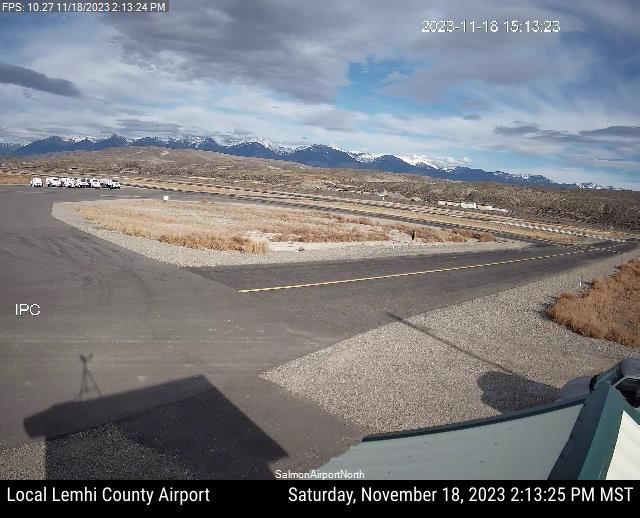 FPS: 10.27 11/18/2023 2:13:24 PM
2023-11-18 15:13:23
IPC
SalmonAirportNorth
Local Lemhi County Airport
Saturday, November 18, 2023 2:13:25 PM MST